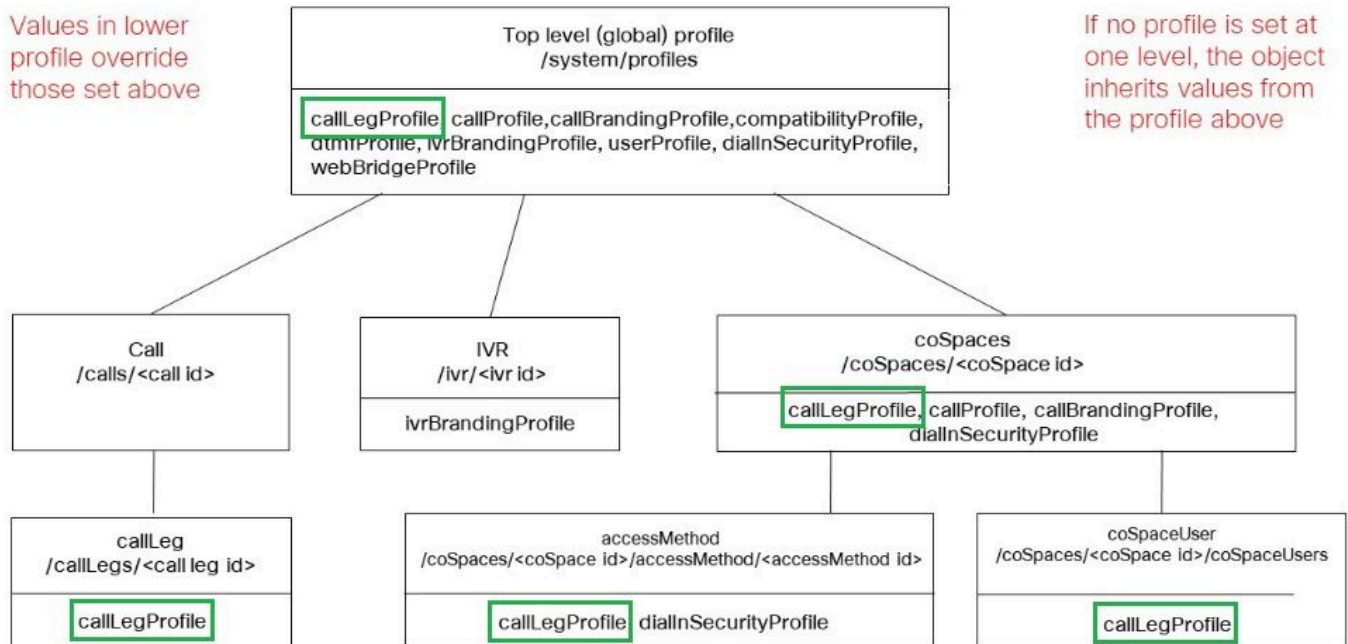 Values in lower
profile override
those set above
Top level (global) profile
/system/profiles
If no profile is set at
one level, the object
inherits values from
the profile above
callLegProfile, callProfile,callBrandingProfile,compatibilityProfile,
dtmfProfile, ivrBrandingProfile, userProfile, dialInSecurityProfile,
webBridgeProfile
Call
/calls/<call id>
IVR
/ivr/<ivr id>
ivrBrandingProfile
coSpaces
/coSpaces/<coSpace id>
callLegProfile, callProfile, callBrandingProfile,
dialInSecurityProfile
callLeg
/callLegs/<call leg id>
callLegProfile
accessMethod
/coSpaces/<coSpace id>/accessMethod/<accessMethod id>
callLegProfile dialInSecurityProfile
coSpaceUser
/coSpaces/<coSpace id>/coSpaceUsers
callLegProfile